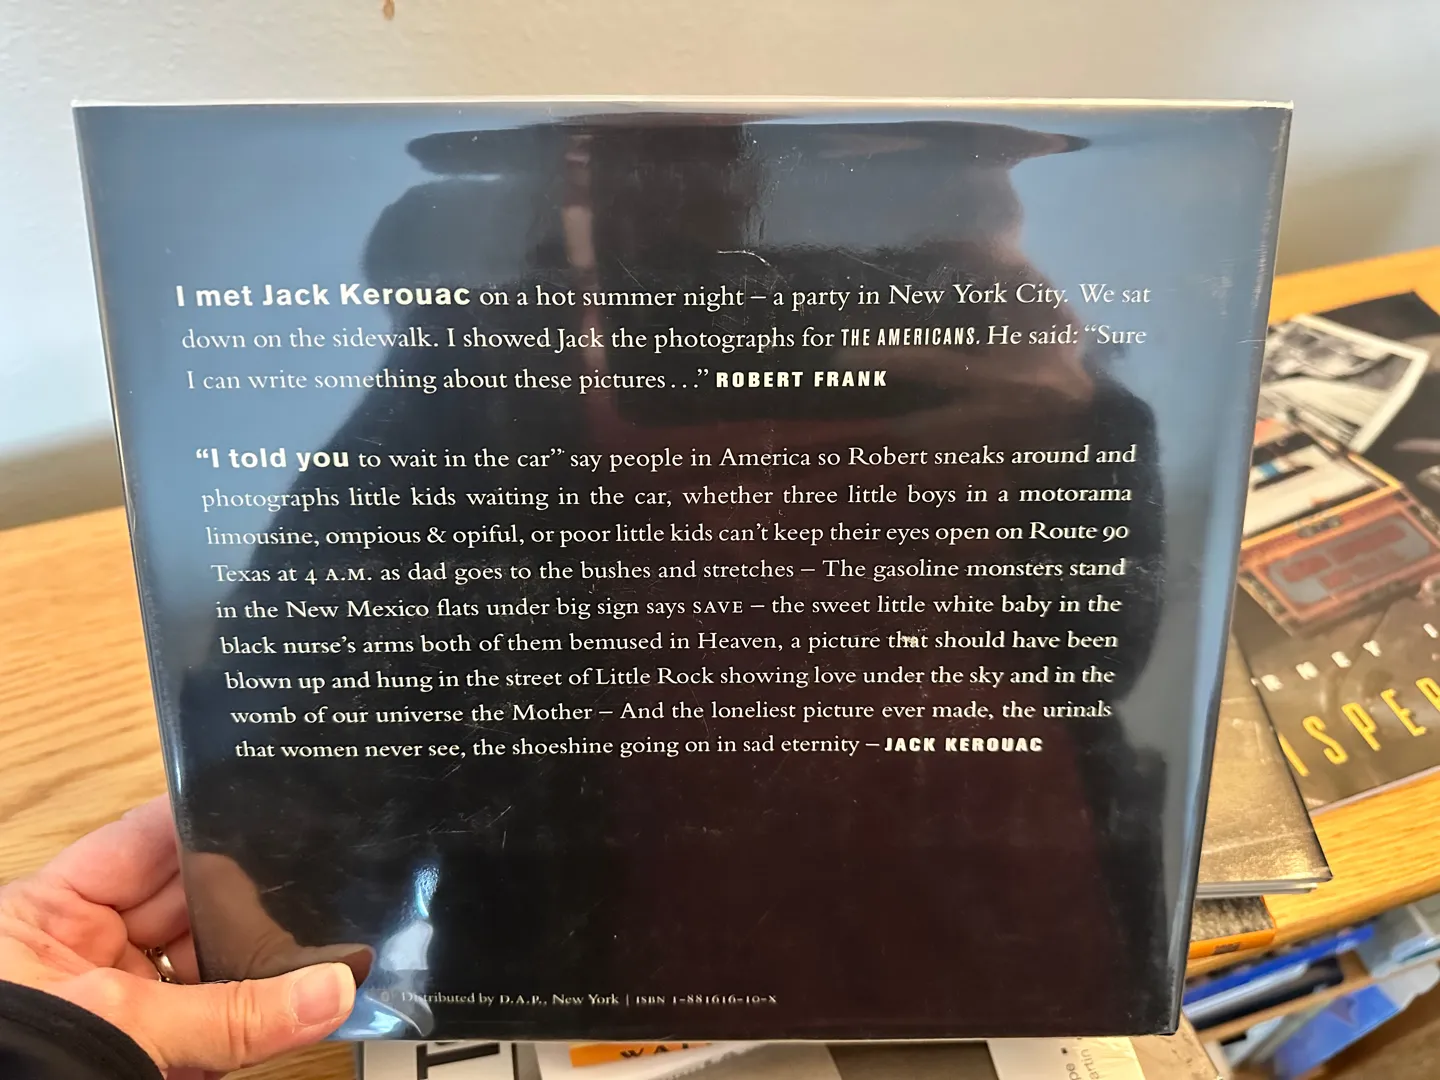 I met Jack Kerouac on a hot summer night – a party in New York City. We sat
down on the sidewalk. I showed Jack the photographs for THE AMERICANS. He said: “Sure
I can write something about these pictures . . .” ROBERT FRANK
“I told you to wait in the car” say people in America so Robert sneaks around and
photographs little kids waiting in the car, whether three little boys in a motorama
limousine, ompious & opiful, or poor little kids can’t keep their eyes open on Route 90
Texas at 4 A.M. as dad goes to the bushes and stretches – The gasoline monsters stand
in the New Mexico flats under big sign says SAVE – the sweet little white baby in the
black nurse’s arms both of them bemused in Heaven, a picture that should have been
blown up and hung in the street of Little Rock showing love under the sky and in the
womb of our universe the Mother – And the loneliest picture ever made, the urinals
that women never see, the shoeshine going on in sad eternity – JACK KEROUAC
Distributed by D.A.P., New York | ISBN 1-881616-10-X